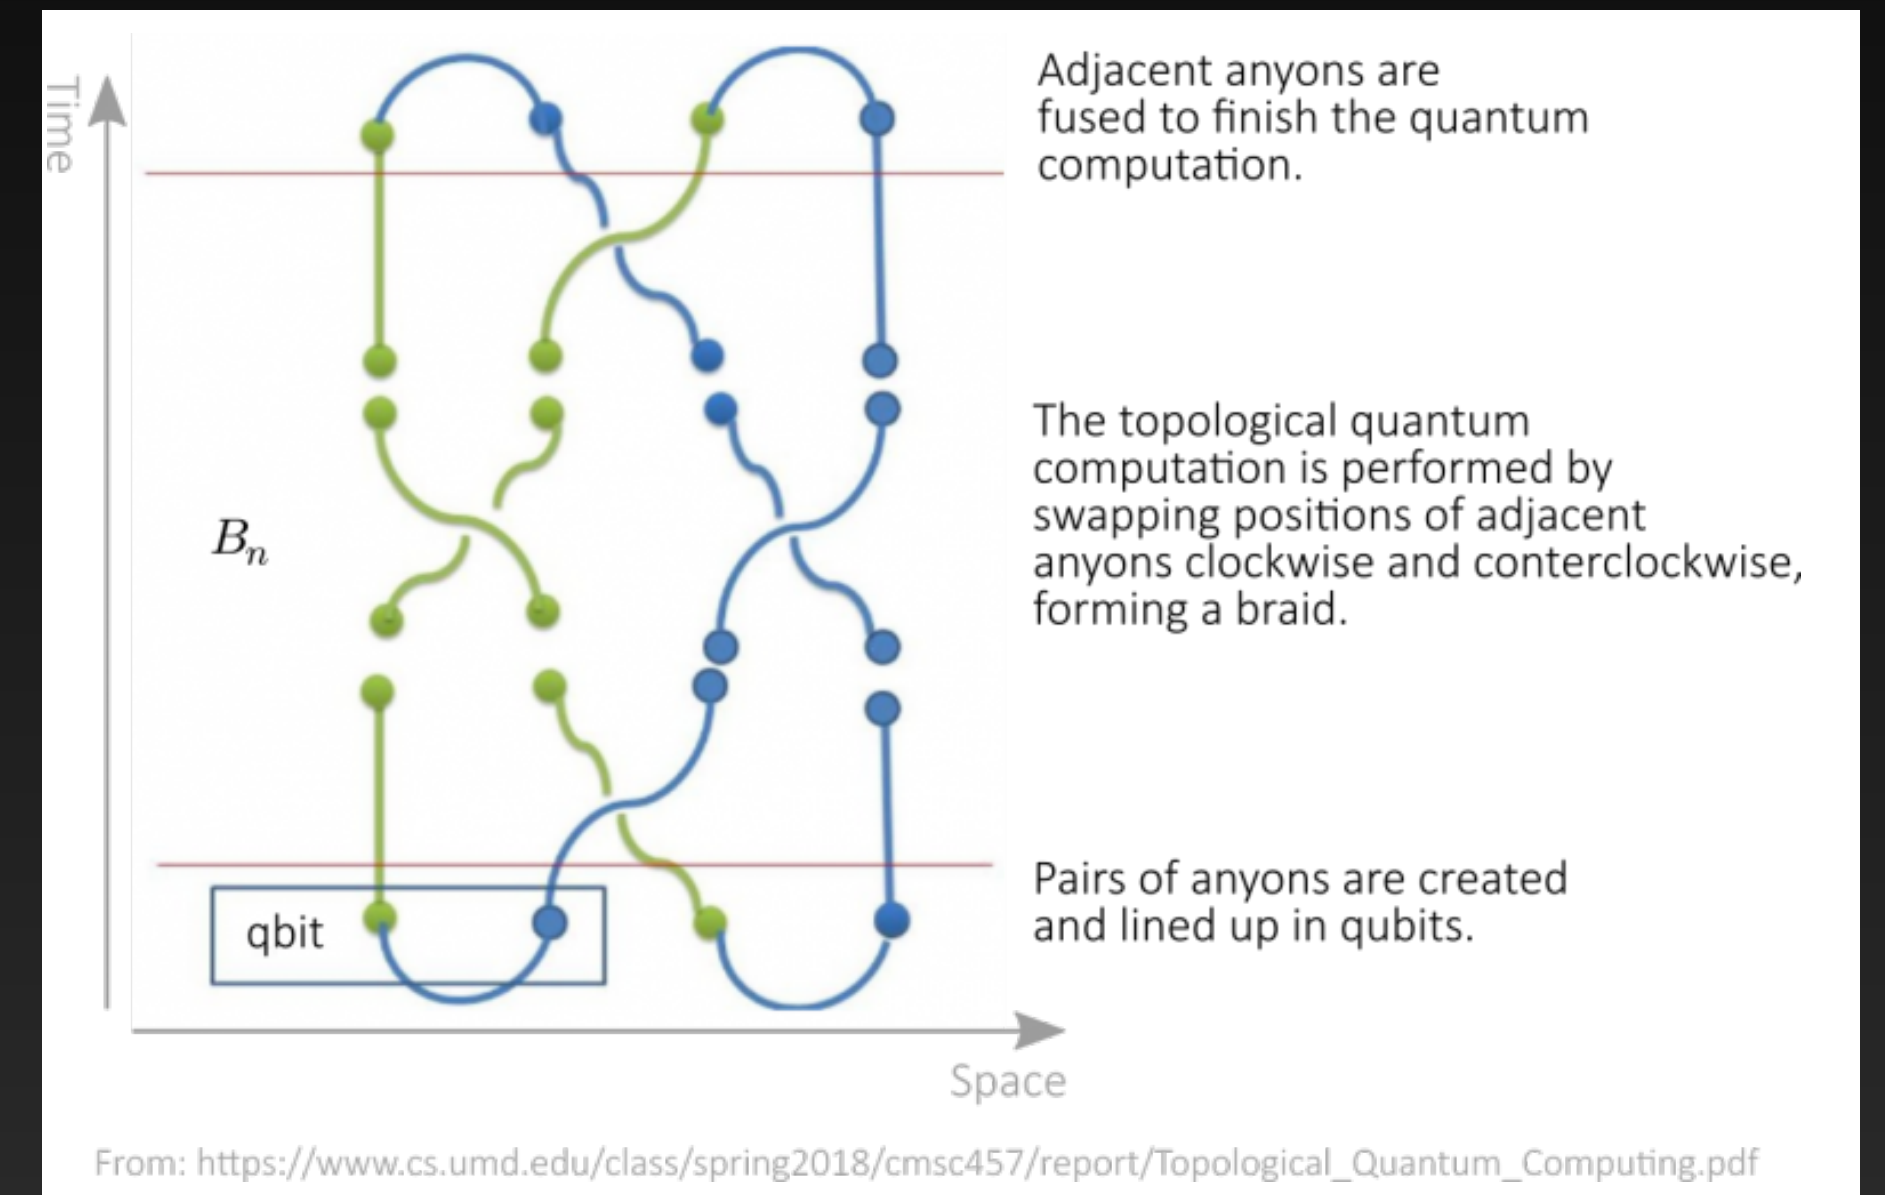 Time
Adjacent anyons are
fused to finish the quantum
computation.
The topological quantum
computation is performed by
swapping positions of adjacent
anyons clockwise and conterclockwise,
forming a braid.
Bₙ
Pairs of anyons are created
and lined up in qubits.
qbit
Space
From: https://www.cs.umd.edu/class/spring2018/cmsc457/report/Topological_Quantum_Computing.pdf